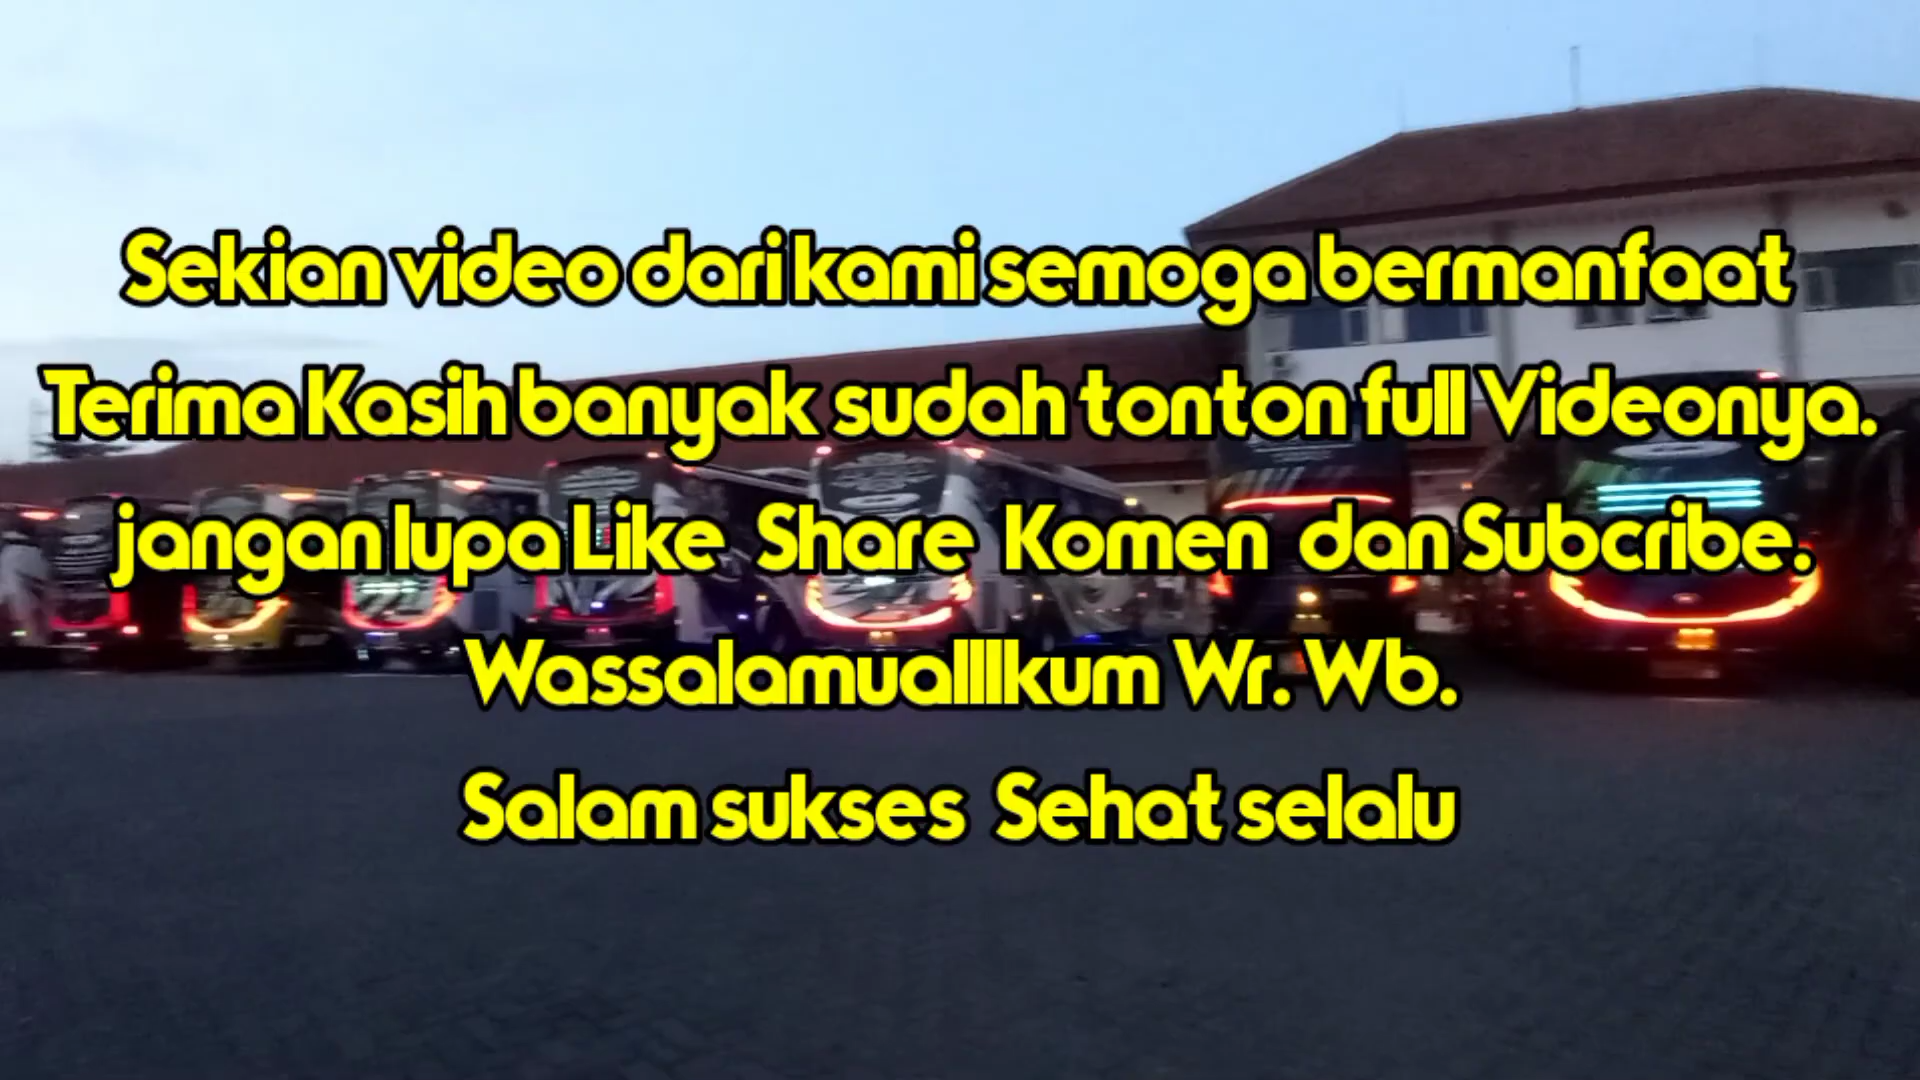 Sekian video dari kami semoga bermanfaat
Terima Kasih banyak sudah tonton full Videonya.
jangan lupa Like Share Komen dan Subcribe.
Wassalamualllkum Wr. Wb.
Salam sukses Sehat selalu